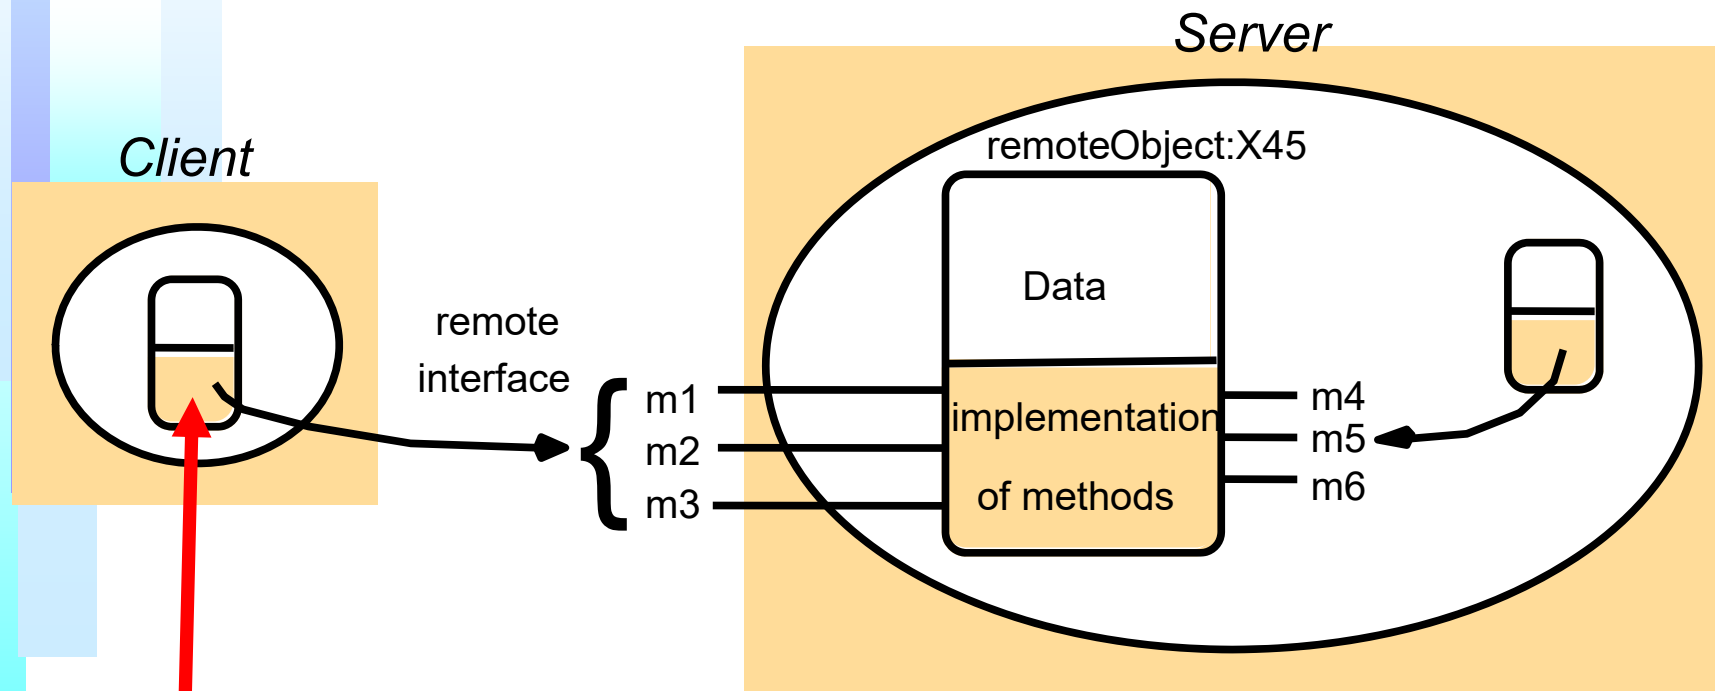 Server
Client
remoteObject:X45
Data
remote
interface
{
m1
m2
m3
implementation
of methods
m4
m5
m6